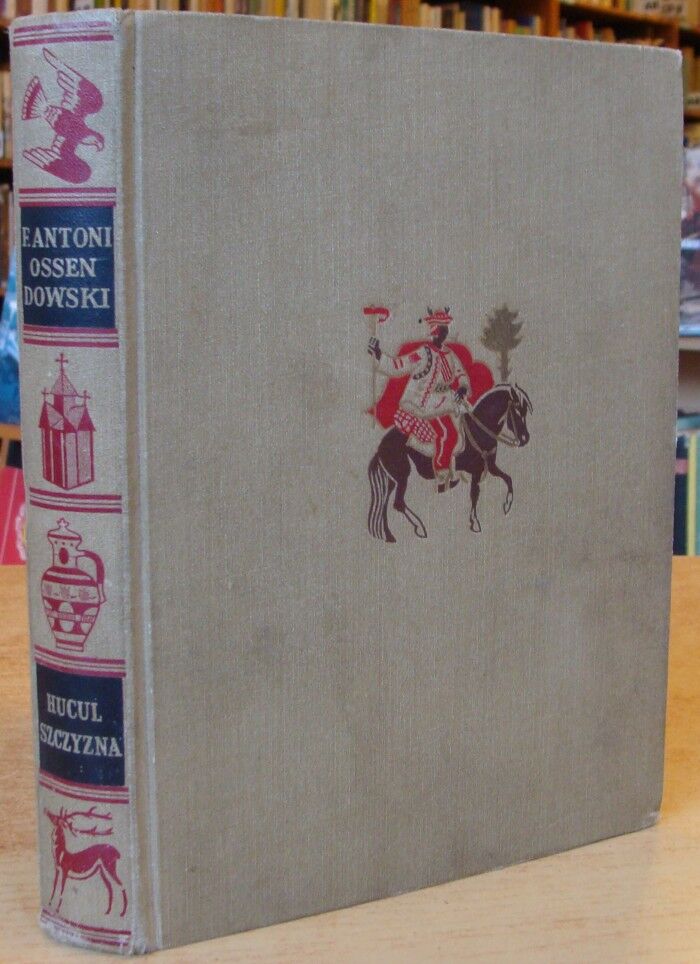 F. ANTONI
OSSEN
DOWSKI
HUCUL
SZCZYZNA